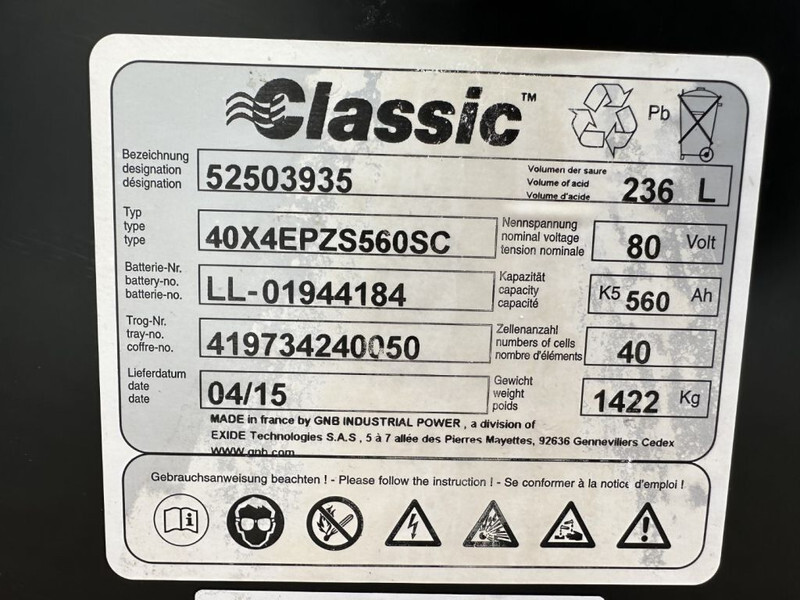 Classic™
Pb
Bezeichnung
designation
désignation
52503935
Volumen der saure
Volume of acid
Volume d'acide
236 L
Typ
type
type
40X4EPZS560SC
Nennspannung
nominal voltage
tension nominale
80 Volt
Batterie-Nr.
battery-no.
batterie-no.
LL-01944184
Kapazität
capacity
capacité
K5 560 Ah
Trog-Nr.
tray-no.
coffre-no.
419734240050
Zellenanzahl
numbers of cells
nombre d'éléments
40
Lieferdatum
date
date
04/15
Gewicht
weight
poids
1422 Kg
MADE in france by GNB INDUSTRIAL POWER , a division of
EXIDE Technologies S.A.S , 5 à 7 allée des Pierres Mayettes, 92636 Gennevilliers Cedex
www.gnb.com
Gebrauchsanweisung beachten ! - Please follow the instruction ! - Se conformer à la notice d'emploi !